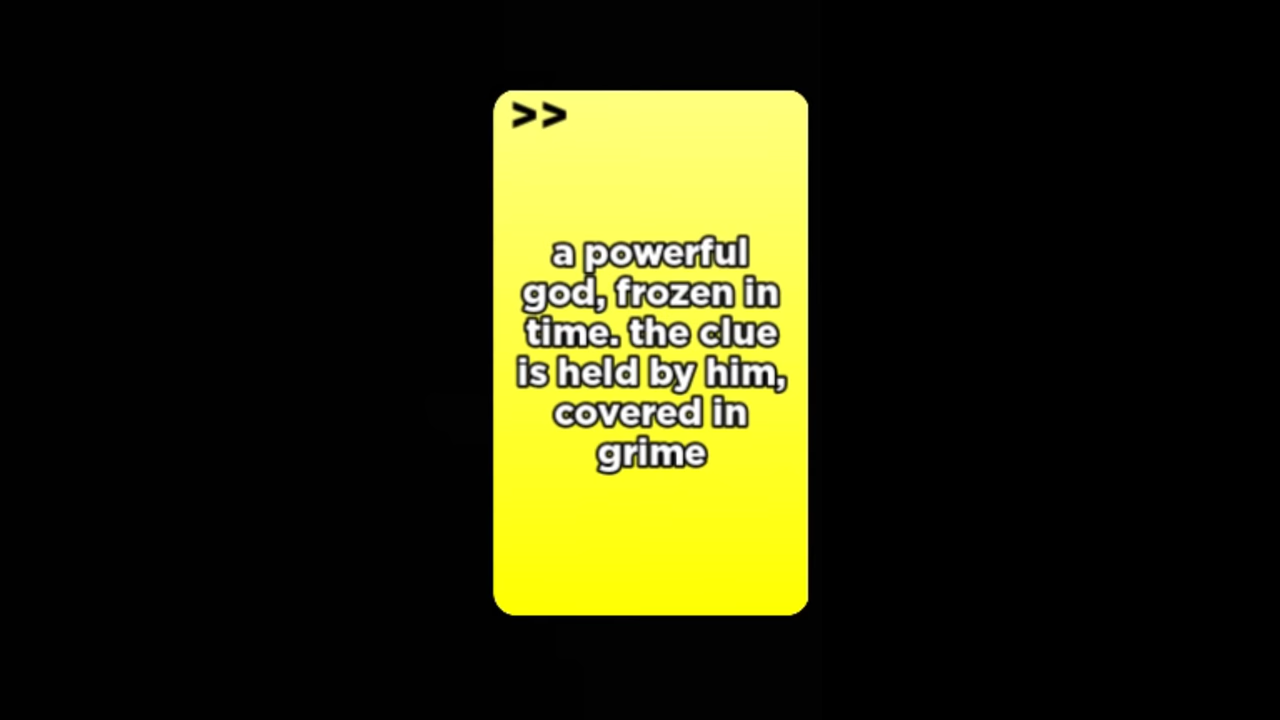 >>
a powerful
god, frozen in
time. the clue
is held by him,
covered in
grime